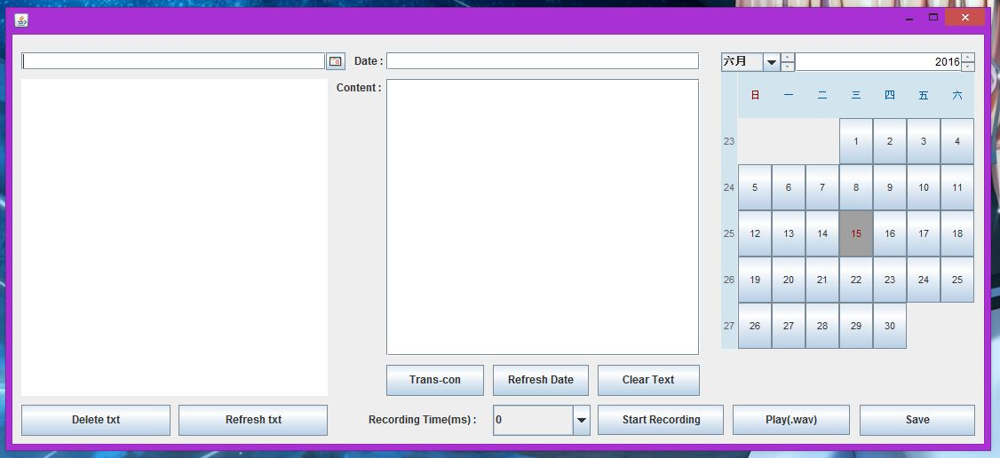 Date :
六月
2016
Content :
日 一 二 三 四 五 六
23 1 2 3 4
24 5 6 7 8 9 10 11
25 12 13 14 15 16 17 18
26 19 20 21 22 23 24 25
27 26 27 28 29 30
Trans-con
Refresh Date
Clear Text
Delete txt
Refresh txt
Recording Time(ms) :
0
Start Recording
Play(.wav)
Save